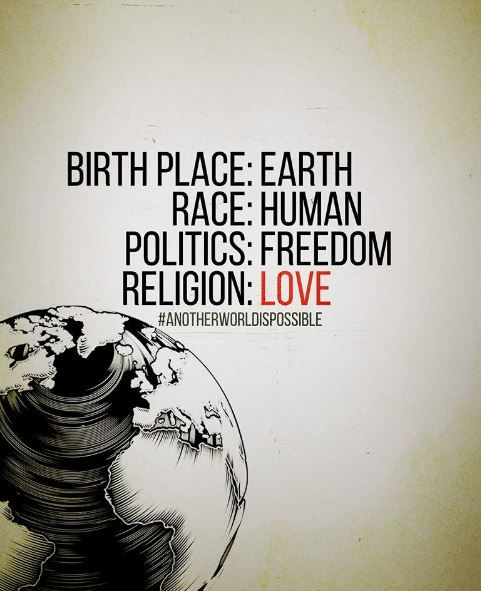 BIRTH PLACE: EARTH
RACE: HUMAN
POLITICS: FREEDOM
RELIGION: LOVE
#ANOTHERWORLDISPOSSIBLE